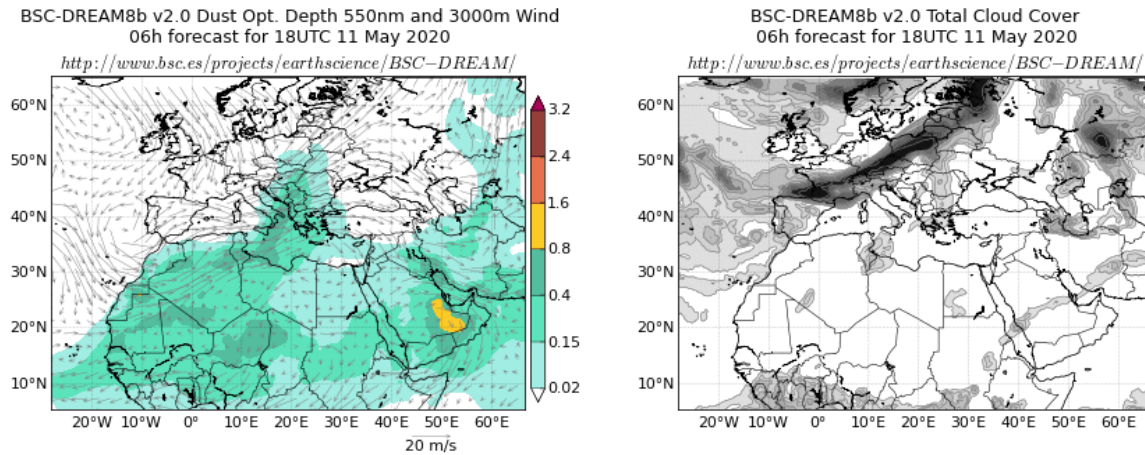 BSC-DREAM8b v2.0 Dust Opt. Depth 550nm and 3000m Wind
06h forecast for 18UTC 11 May 2020
http://www.bsc.es/projects/earthscience/BSC-DREAM/
60°N
50°N
40°N
30°N
20°N
10°N
20°W 10°W 0° 10°E 20°E 30°E 40°E 50°E 60°E
20 m/s
3.2
2.4
1.6
0.8
0.4
0.15
0.02
BSC-DREAM8b v2.0 Total Cloud Cover
06h forecast for 18UTC 11 May 2020
http://www.bsc.es/projects/earthscience/BSC-DREAM/
60°N
50°N
40°N
30°N
20°N
10°N
20°W 10°W 0° 10°E 20°E 30°E 40°E 50°E 60°E